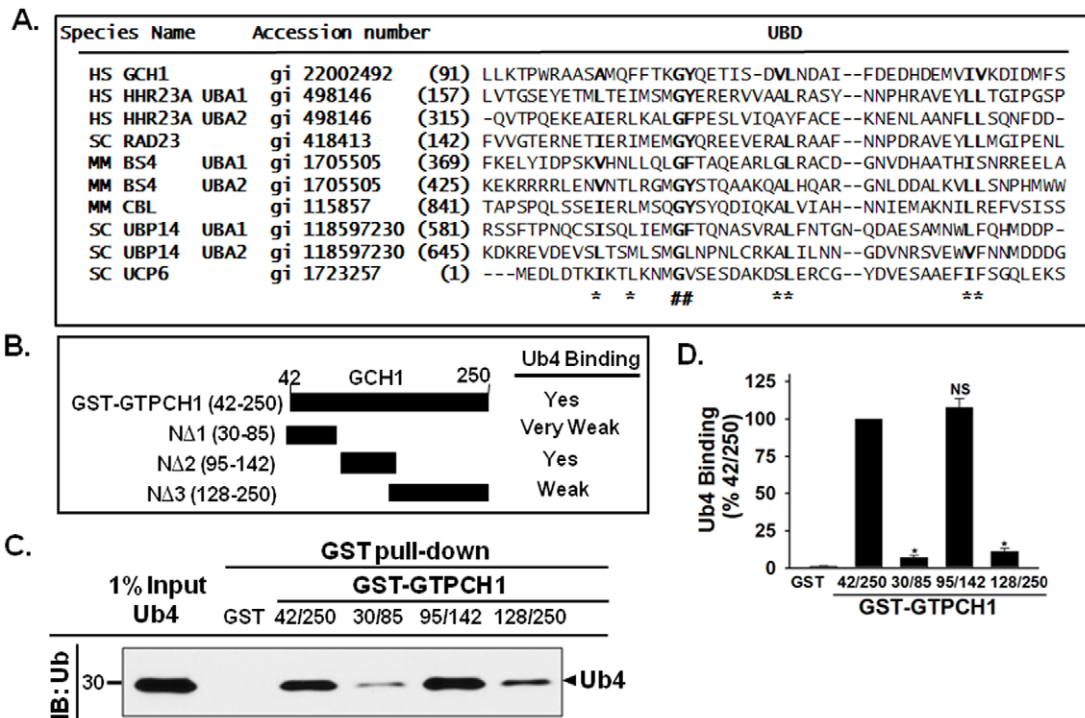 A.
Species Name Accession number UBD
HS GCH1 gi 22002492 (91) LLKTPWRAASAMQFFTKGYQETIS-DVLNDAI--FDEDHDEMVIVKDIDMFS
HS HHR23A UBA1 gi 498146 (157) LVTGSEYETMLTEIMSMGYERERVVAALRASY--NNPHRAVEYLLTGIPGSP
HS HHR23A UBA2 gi 498146 (315) -QVTPQEKEAIERLKALGFPESLVIQAYFACE--KNENLAANFLLSQNFDD-
SC RAD23 gi 418413 (142) FVVGTERNETIERIMEMGYQREEVERALRAAF--NNPDRAVEYLLMGIPENL
MM BS4 UBA1 gi 1705505 (369) FKELYIDPSKVHNLLQLGFTAQEARLGLRACD--GNVDHAATHISNRREELA
MM BS4 UBA2 gi 1705505 (425) KEKRRRRLENVNTLRGMGYSTQAAKQALHQAR--GNLDDALKVLLSNPHMWW
MM CBL gi 115857 (841) TAPSPQLSSEIERLMSQGYSYQDIQKALVIAH--NNIEMAKNILREFVSISS
SC UBP14 UBA1 gi 118597230 (581) RSSFTPNQCSISQLIEMGFTQNASVRALFNTGN-QDAESAMNWLFQHMDDP-
SC UBP14 UBA2 gi 118597230 (645) KDKREVDEVSLTSMLSMGLNPNLCRKALILNN--GDVNRSVEWVFNNMDDDG
SC UCP6 gi 1723257 (1) ---MEDLDTKIKTLKNMGVSESDAKDSLERCG--YDVESAAEFIFSGQLEKS
* * ## ** **
B.
Ub4 Binding
42 GCH1 250
GST-GTPCH1 (42-250) Yes
NΔ1 (30-85) Very Weak
NΔ2 (95-142) Yes
NΔ3 (128-250) Weak
C.
GST pull-down
1% Input Ub4
GST-GTPCH1
GST 42/250 30/85 95/142 128/250
IB: Ub
30
Ub4
D.
Ub4 Binding
(% 42/250)
125
100
75
50
25
0
* NS *
GST 42/250 30/85 95/142 128/250
GST-GTPCH1